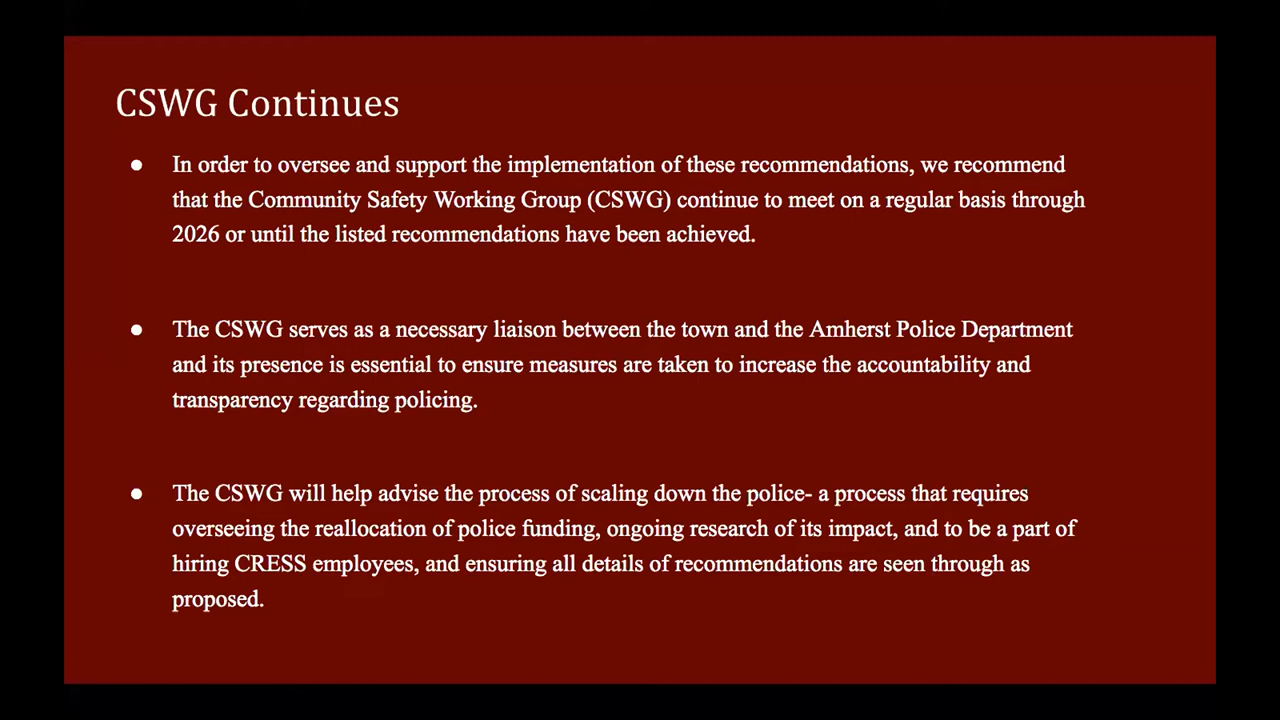 CSWG Continues
● In order to oversee and support the implementation of these recommendations, we recommend
that the Community Safety Working Group (CSWG) continue to meet on a regular basis through
2026 or until the listed recommendations have been achieved.
● The CSWG serves as a necessary liaison between the town and the Amherst Police Department
and its presence is essential to ensure measures are taken to increase the accountability and
transparency regarding policing.
● The CSWG will help advise the process of scaling down the police- a process that requires
overseeing the reallocation of police funding, ongoing research of its impact, and to be a part of
hiring CRESS employees, and ensuring all details of recommendations are seen through as
proposed.